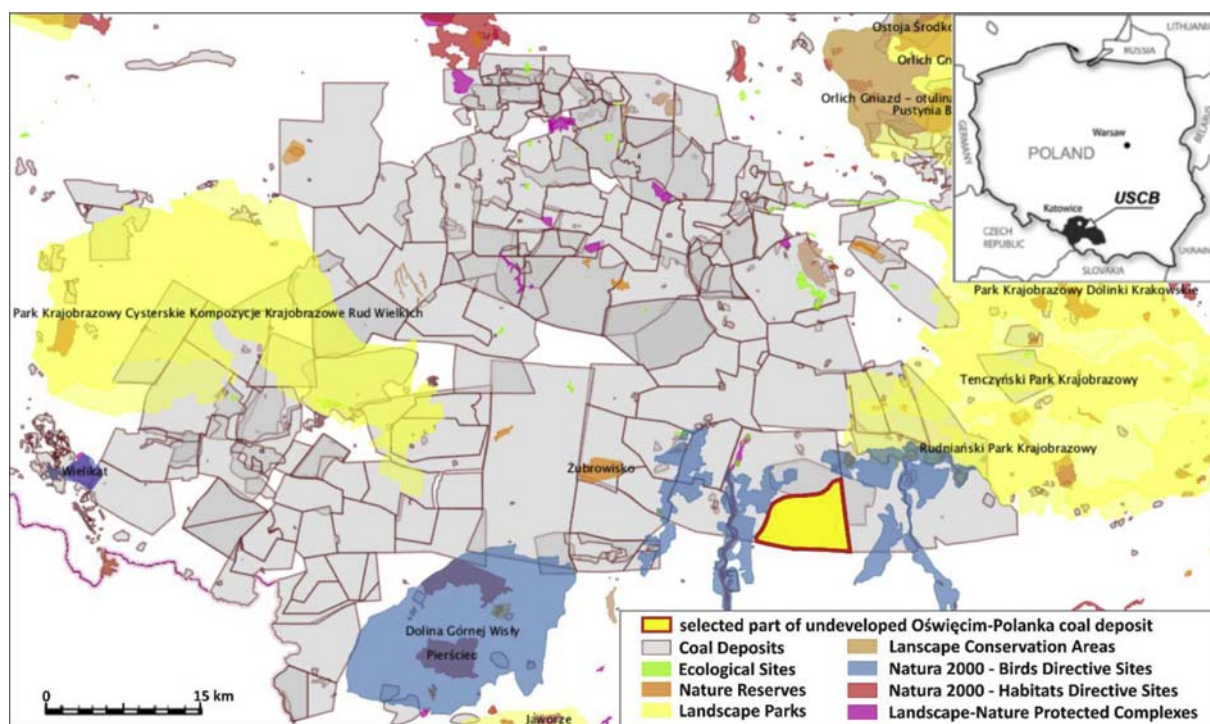 Ostoja Środko
Orlich Gn
Orlich Gniazd – otulina
Pustynia B
LITHUANIA
RUSSIA
GERMANY
BELARUS
Warsaw
POLAND
Katowice
USCB
CZECH
REPUBLIC
UKRAIN
SLOVAKIA
Park Krajobrazowy Dolinki Krakowskie
Park Krajobrazowy Cysterskie Kompozycje Krajobrazowe Rud Wielkich
Tenczyński Park Krajobrazowy
Rudniański Park Krajobrazowy
Wielikąt
Żubrowisko
Dolina Górnej Wisły
Pierściec
Jaworze
0 15 km
selected part of undeveloped Oświęcim-Polanka coal deposit
Coal Deposits
Ecological Sites
Nature Reserves
Landscape Parks
Lanscape Conservation Areas
Natura 2000 - Birds Directive Sites
Natura 2000 - Habitats Directive Sites
Landscape-Nature Protected Complexes